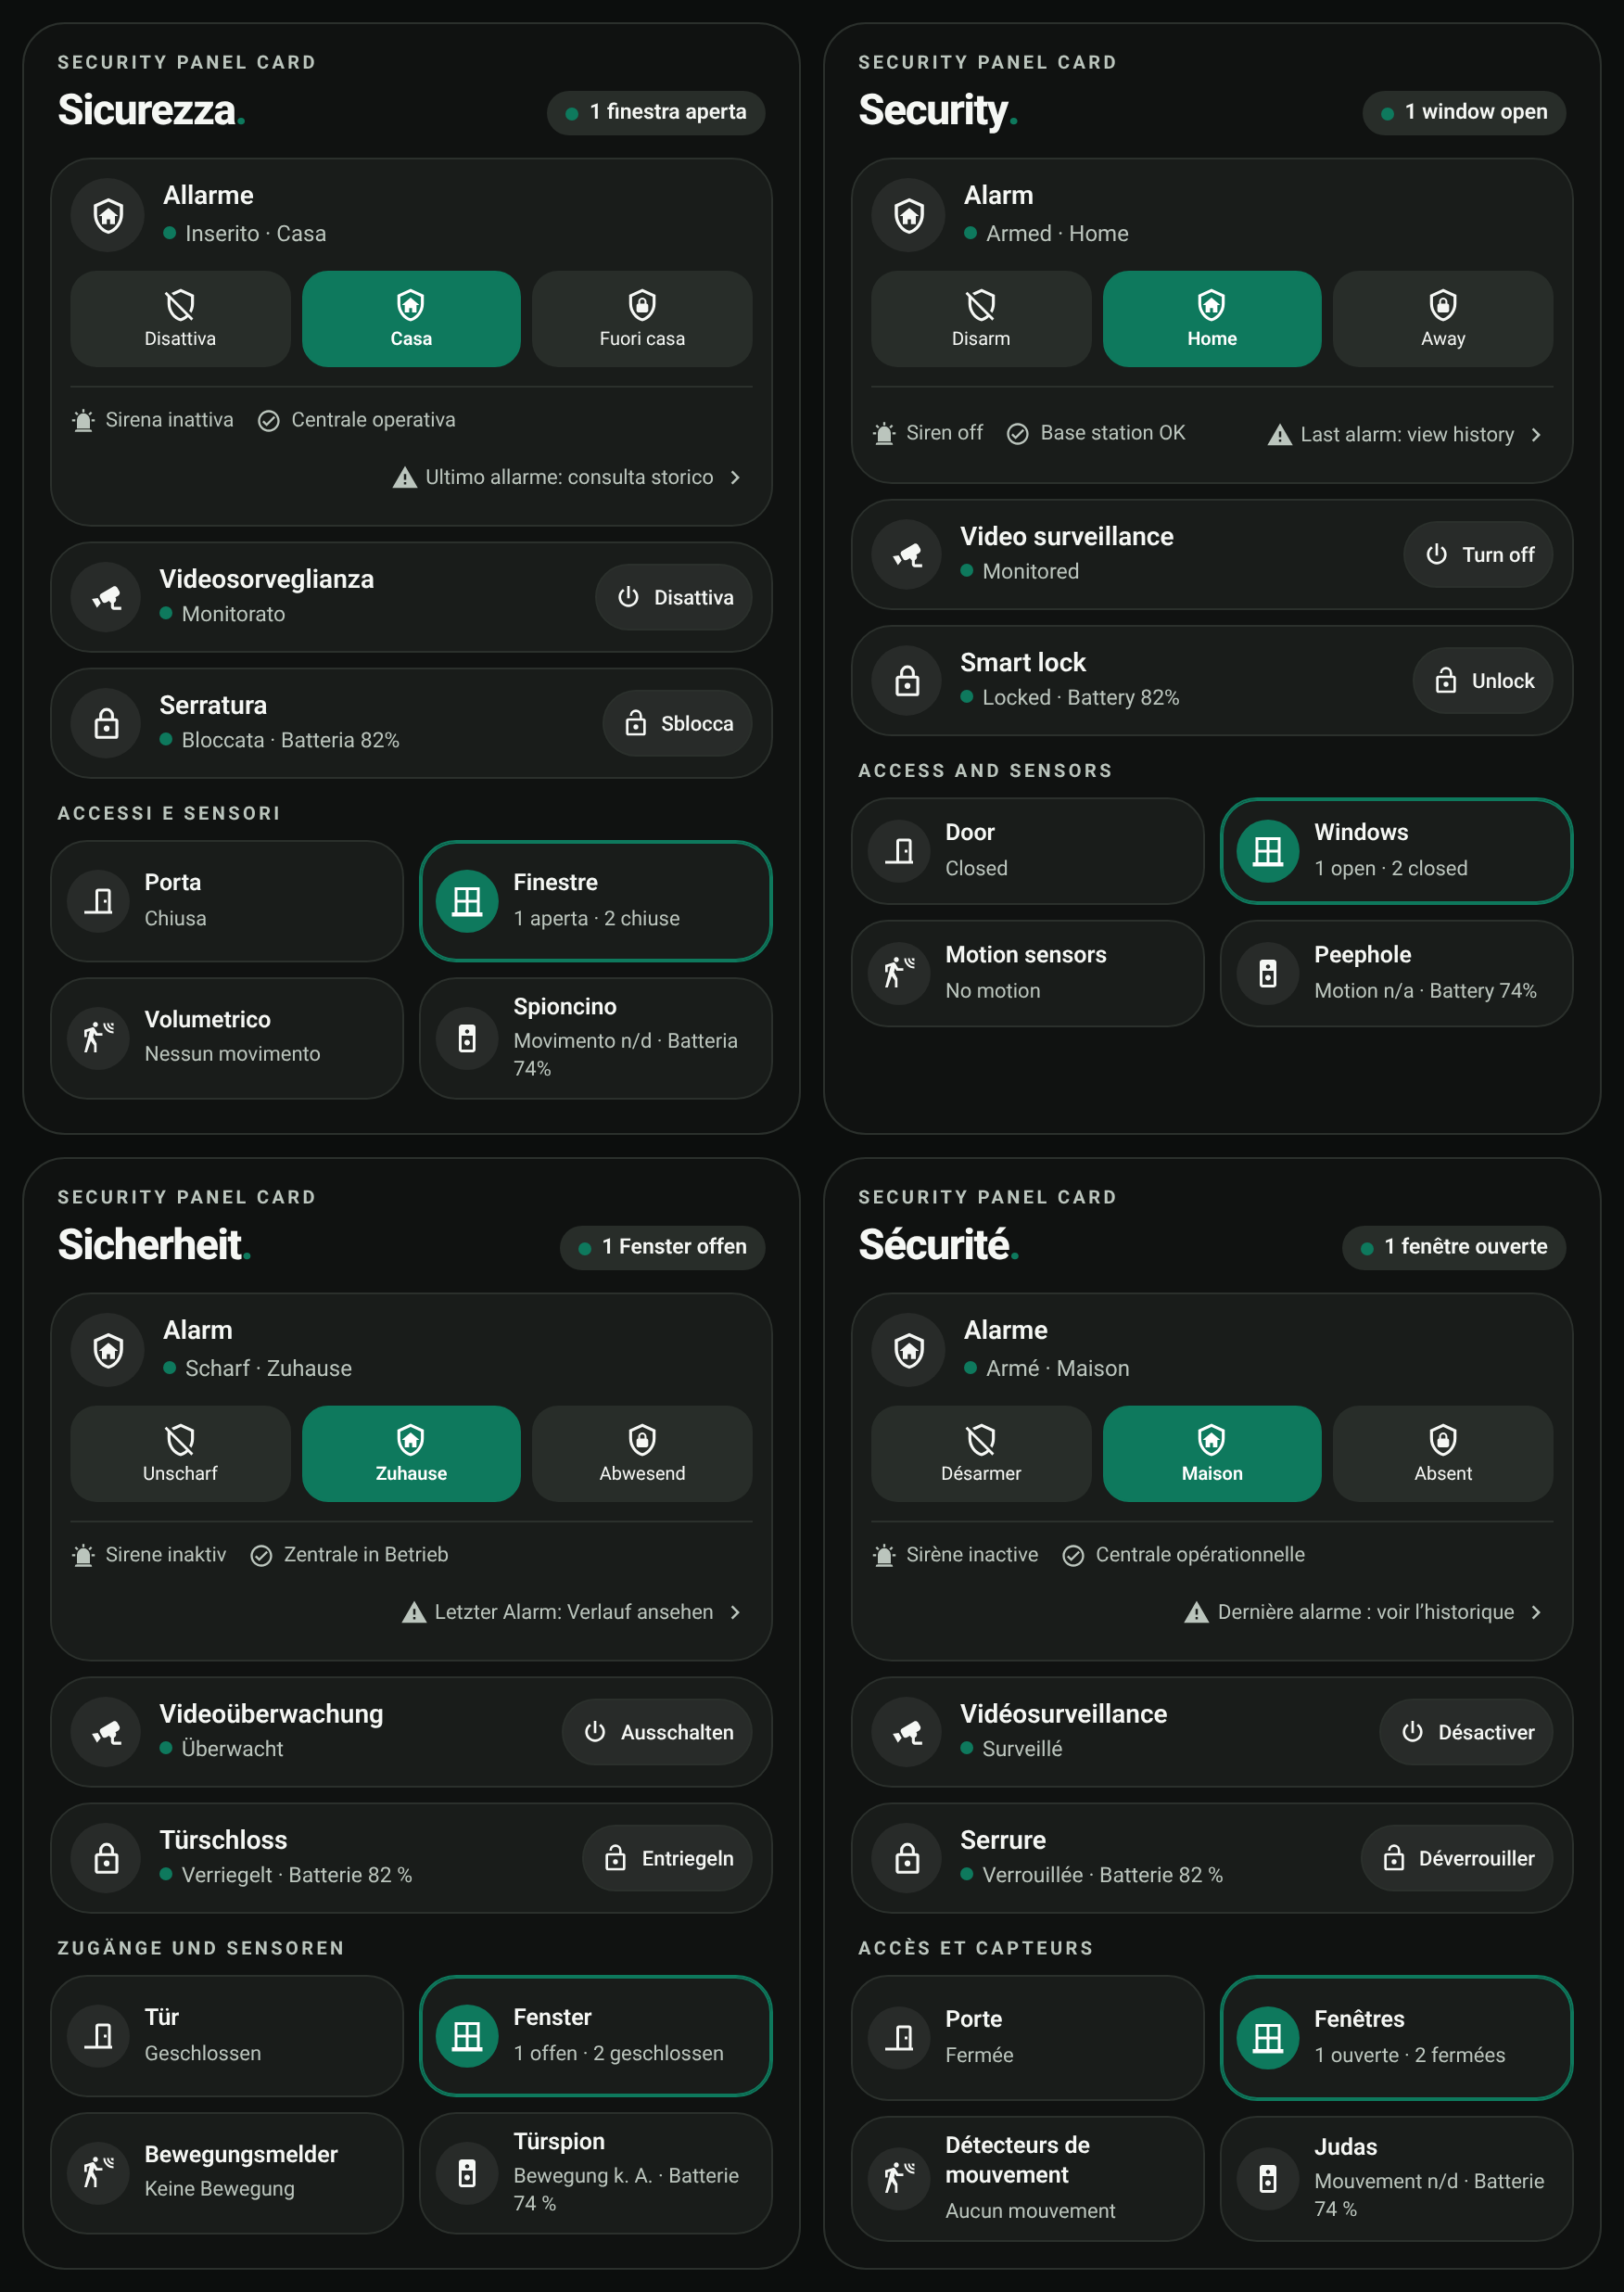 SECURITY PANEL CARD
Sicurezza.
1 finestra aperta
Allarme
Inserito · Casa
Disattiva
Casa
Fuori casa
Sirena inattiva
Centrale operativa
Ultimo allarme: consulta storico
Videosorveglianza
Monitorato
Disattiva
Serratura
Bloccata · Batteria 82%
Sblocca
ACCESSI E SENSORI
Porta
Chiusa
Finestre
1 aperta · 2 chiuse
Volumetrico
Nessun movimento
Spioncino
Movimento n/d · Batteria
74%
SECURITY PANEL CARD
Security.
1 window open
Alarm
Armed · Home
Disarm
Home
Away
Siren off
Base station OK
Last alarm: view history
Video surveillance
Monitored
Turn off
Smart lock
Locked · Battery 82%
Unlock
ACCESS AND SENSORS
Door
Closed
Windows
1 open · 2 closed
Motion sensors
No motion
Peephole
Motion n/a · Battery 74%
SECURITY PANEL CARD
Sicherheit.
1 Fenster offen
Alarm
Scharf · Zuhause
Unscharf
Zuhause
Abwesend
Sirene inaktiv
Zentrale in Betrieb
Letzter Alarm: Verlauf ansehen
Videoüberwachung
Überwacht
Ausschalten
Türschloss
Verriegelt · Batterie 82 %
Entriegeln
ZUGÄNGE UND SENSOREN
Tür
Geschlossen
Fenster
1 offen · 2 geschlossen
Bewegungsmelder
Keine Bewegung
Türspion
Bewegung k. A. · Batterie
74 %
SECURITY PANEL CARD
Sécurité.
1 fenêtre ouverte
Alarme
Armé · Maison
Désarmer
Maison
Absent
Sirène inactive
Centrale opérationnelle
Dernière alarme : voir l’historique
Vidéosurveillance
Surveillé
Désactiver
Serrure
Verrouillée · Batterie 82 %
Déverrouiller
ACCÈS ET CAPTEURS
Porte
Fermée
Fenêtres
1 ouverte · 2 fermées
Détecteurs de
mouvement
Aucun mouvement
Judas
Mouvement n/d · Batterie
74 %